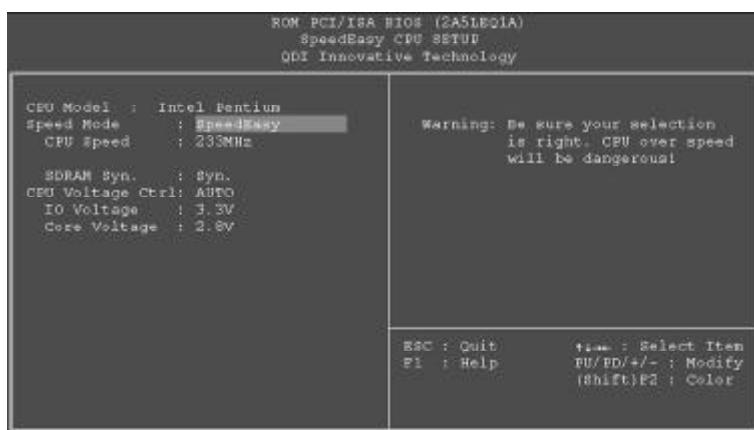 ROM PCI/ISA BIOS (2A5LEQ1A)
SpeedEasy CPU SETUP
QDI Innovative Technology
CPU Model : Intel Pentium
Speed Mode : SpeedEasy
CPU Speed : 233MHz
SDRAM Syn. : Syn.
CPU Voltage Ctrl: AUTO
IO Voltage : 3.3V
Core Voltage : 2.8V
Warning: Be sure your selection
is right. CPU over speed
will be dangerous!
ESC : Quit
F1 : Help
↑↓→← : Select Item
PU/PD/+/- : Modify
(Shift)F2 : Color